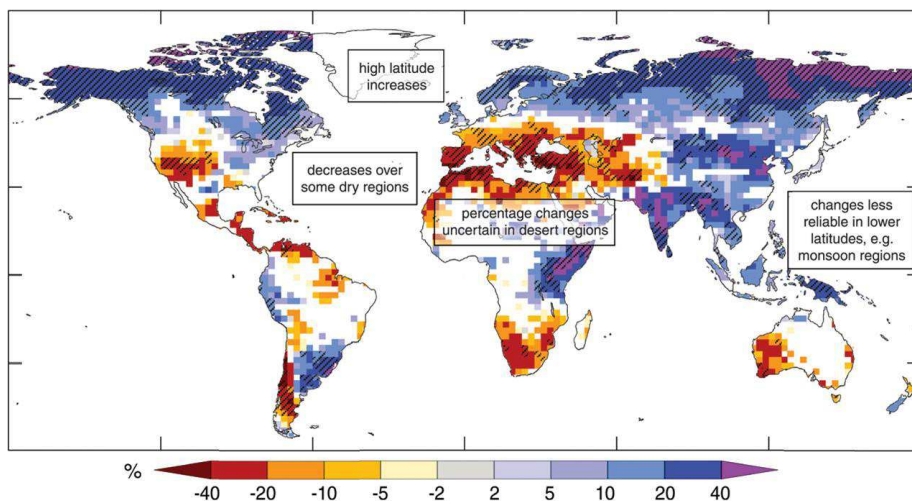 high latitude
increases
decreases over
some dry regions
percentage changes
uncertain in desert regions
changes less
reliable in lower
latitudes, e.g.
monsoon regions
% -40 -20 -10 -5 -2 2 5 10 20 40